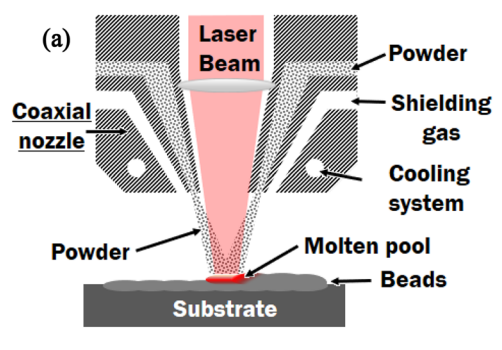 (a)
Laser
Beam
Powder
Shielding
gas
Coaxial
nozzle
Cooling
system
Powder
Molten pool
Beads
Substrate